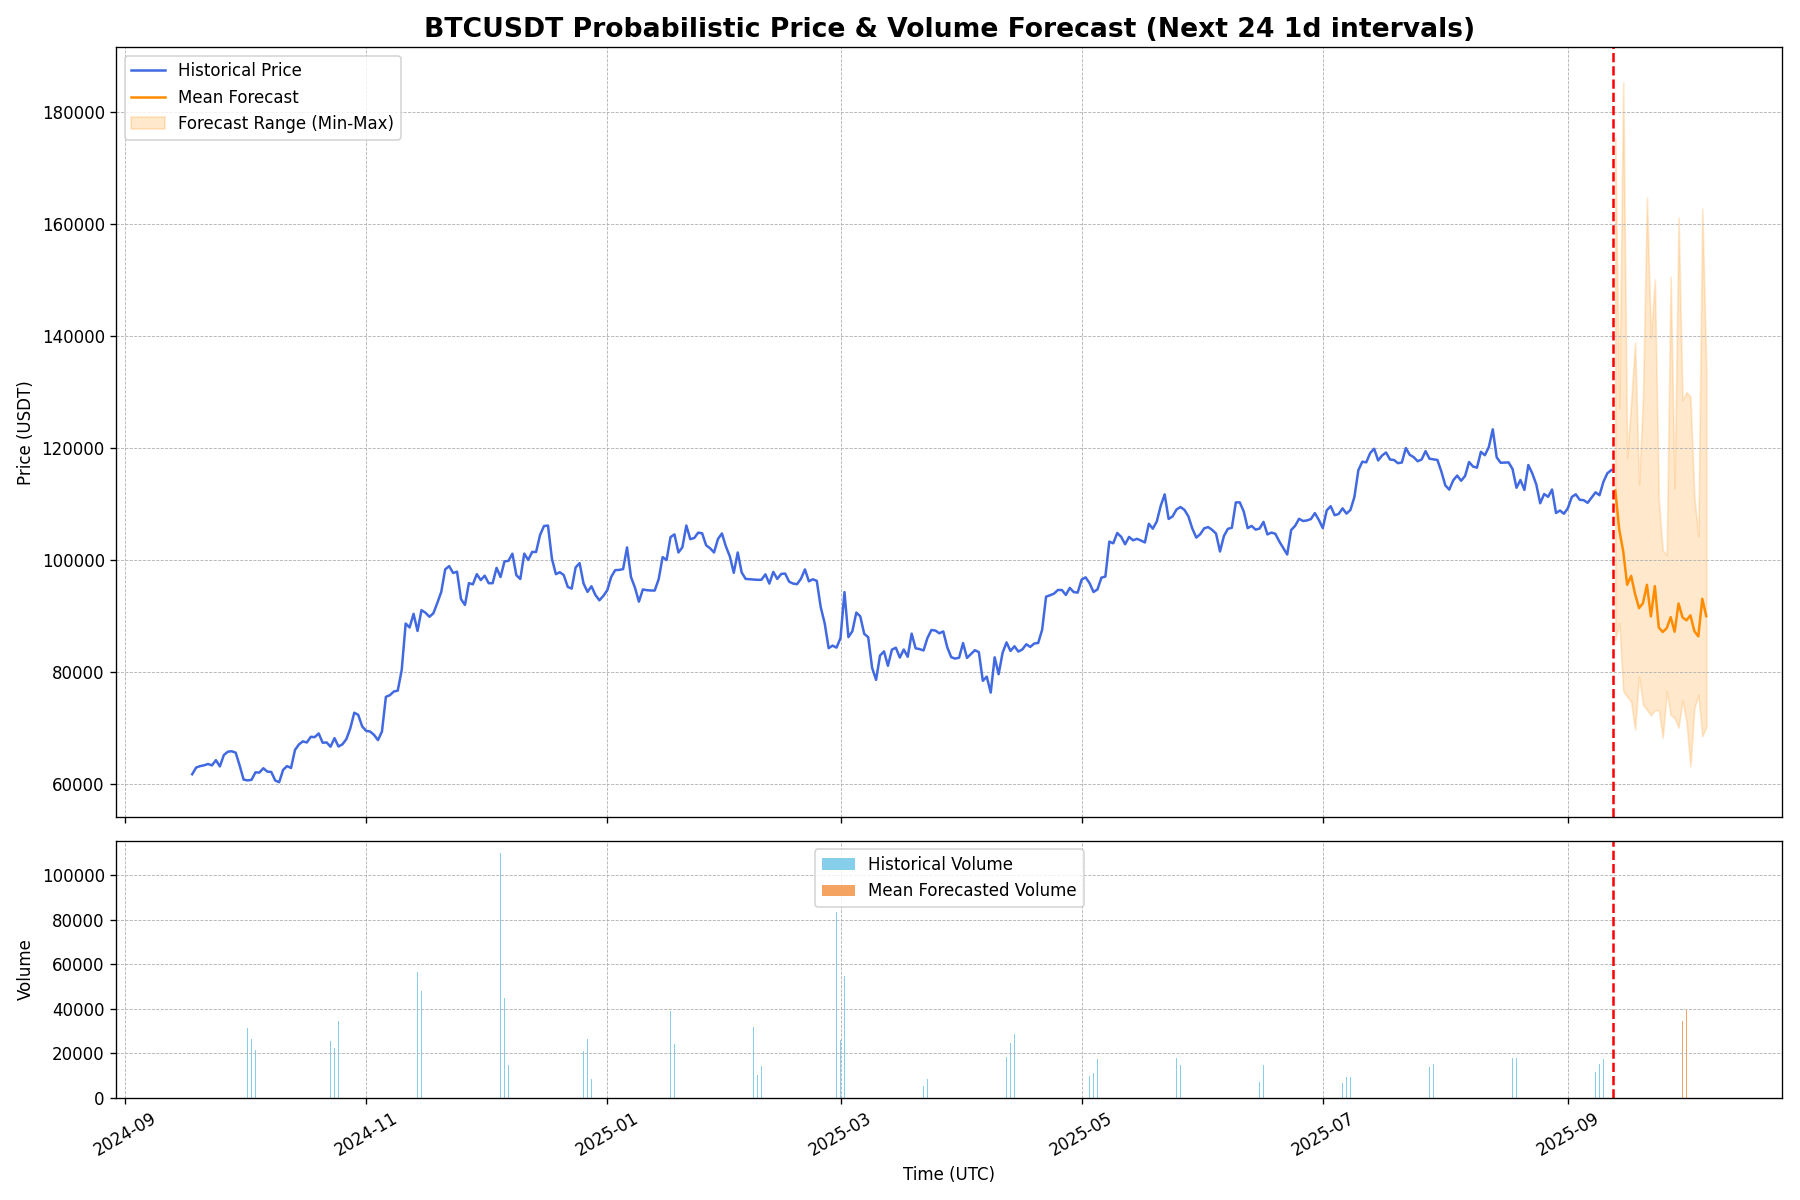 BTCUSDT Probabilistic Price & Volume Forecast (Next 24 1d intervals)
Historical Price
Mean Forecast
Forecast Range (Min-Max)
180000
160000
140000
120000
100000
80000
60000
Price (USDT)
Historical Volume
Mean Forecasted Volume
100000
80000
60000
40000
20000
0
Volume
2024-09
2024-11
2025-01
2025-03
2025-05
2025-07
2025-09
Time (UTC)